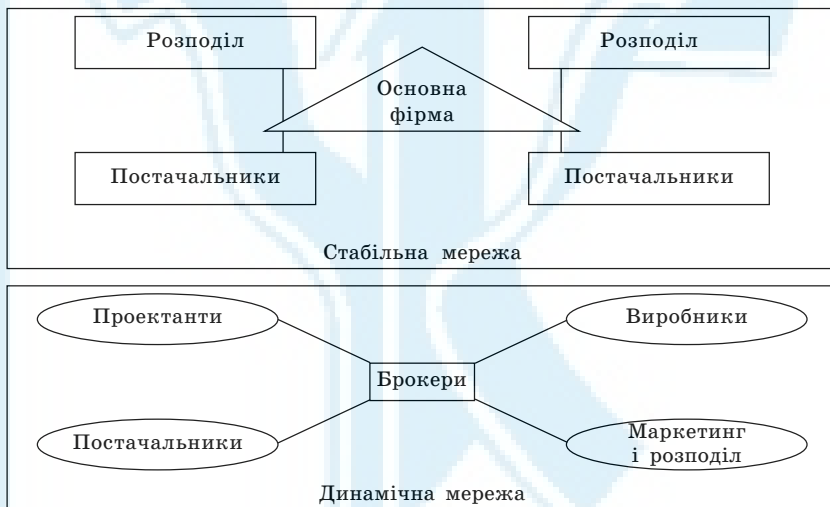 Розподіл
Розподіл
Основна
фірма
Постачальники
Постачальники
Стабільна мережа
Проектанти
Виробники
Брокери
Постачальники
Маркетинг
і розподіл
Динамічна мережа